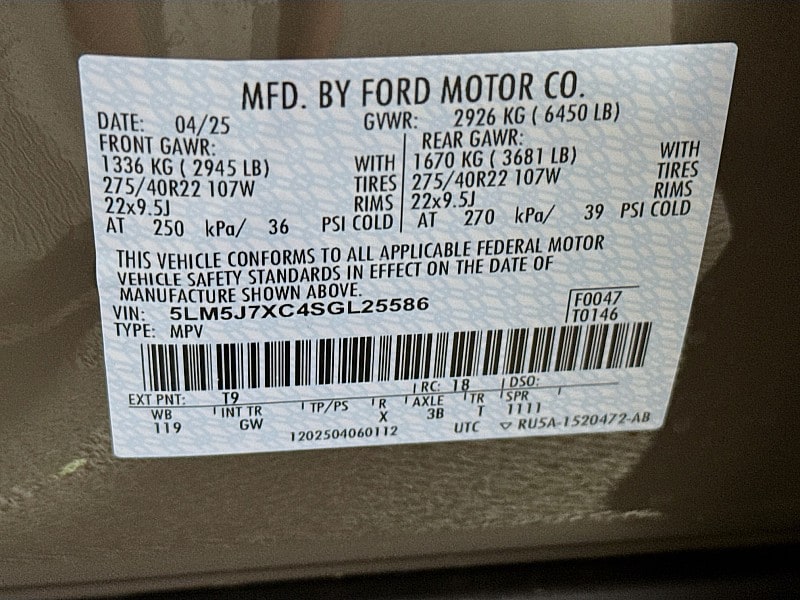 MFD. BY FORD MOTOR CO.
DATE: 04/25 GVWR: 2926 KG ( 6450 LB)
FRONT GAWR: REAR GAWR:
1336 KG ( 2945 LB) WITH 1670 KG ( 3681 LB) WITH
275/40R22 107W TIRES 275/40R22 107W TIRES
22x9.5J RIMS 22x9.5J RIMS
AT 250 kPa/ 36 PSI COLD AT 270 kPa/ 39 PSI COLD
THIS VEHICLE CONFORMS TO ALL APPLICABLE FEDERAL MOTOR
VEHICLE SAFETY STANDARDS IN EFFECT ON THE DATE OF
MANUFACTURE SHOWN ABOVE.
VIN: 5LM5J7XC4SGL25586 F0047
TYPE: MPV T0146
EXT PNT: T9 RC: 18 DSO:
WB INT TR TP/PS R AXLE TR SPR
119 GW X 3B T 1111
1202504060112 UTC ▽ RU5A-1520472-AB